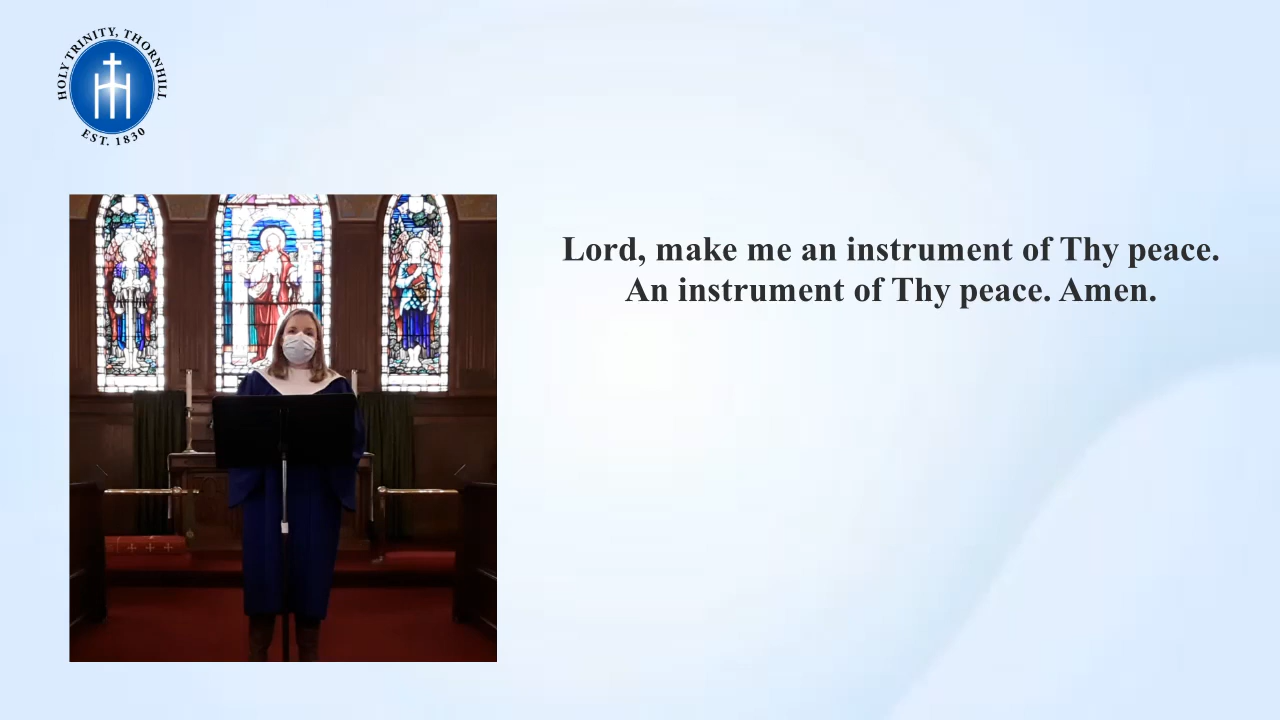 HOLY TRINITY, THORNHILL
EST. 1830
Lord, make me an instrument of Thy peace.
An instrument of Thy peace. Amen.